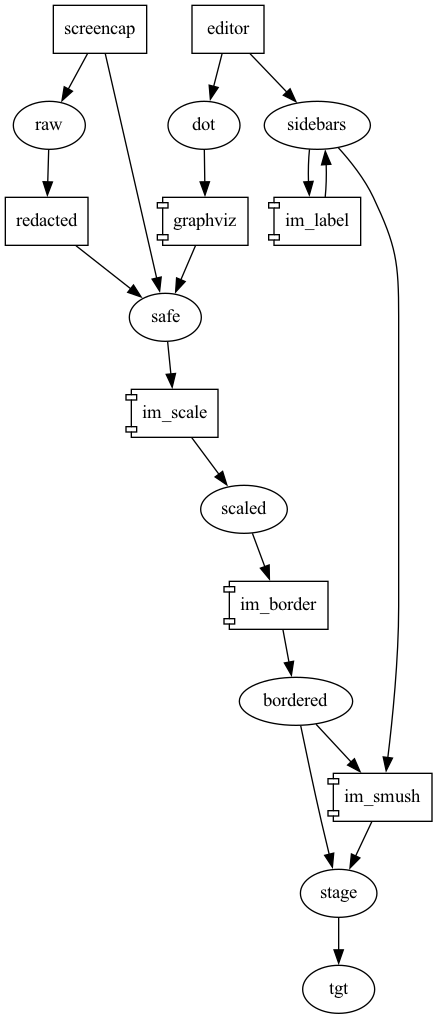 screencap
editor
raw
dot
sidebars
redacted
graphviz
im_label
safe
im_scale
scaled
im_border
bordered
im_smush
stage
tgt